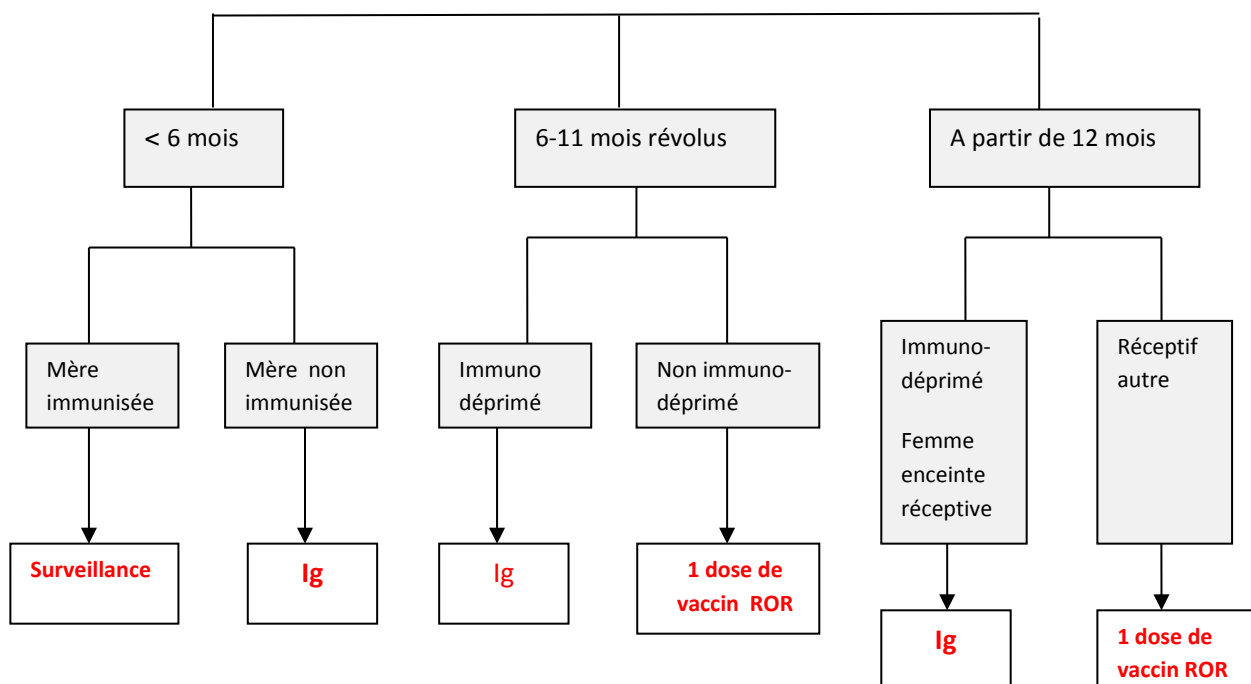 < 6 mois
6-11 mois révolus
A partir de 12 mois
Mère
immunisée
Mère non
immunisée
Immuno
déprimé
Non immuno-
déprimé
Immuno-
déprimé
Femme
enceinte
réceptive
Réceptif
autre
Surveillance
Ig
Ig
1 dose de
vaccin ROR
Ig
1 dose de
vaccin ROR